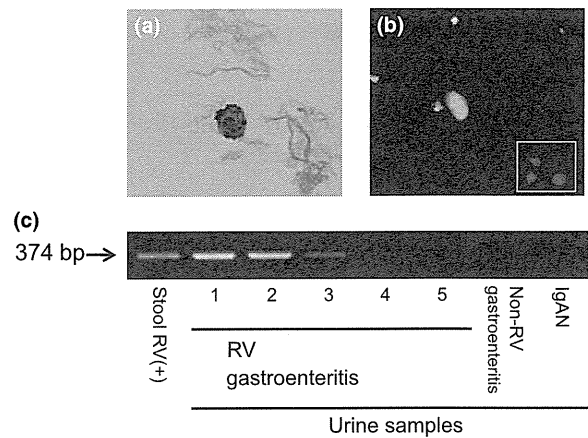 (a)
(b)
(c)
374 bp→
Stool RV(+)
1
2
3
4
5
Non-RV
gastroenteritis
IgAN
RV
gastroenteritis
Urine samples